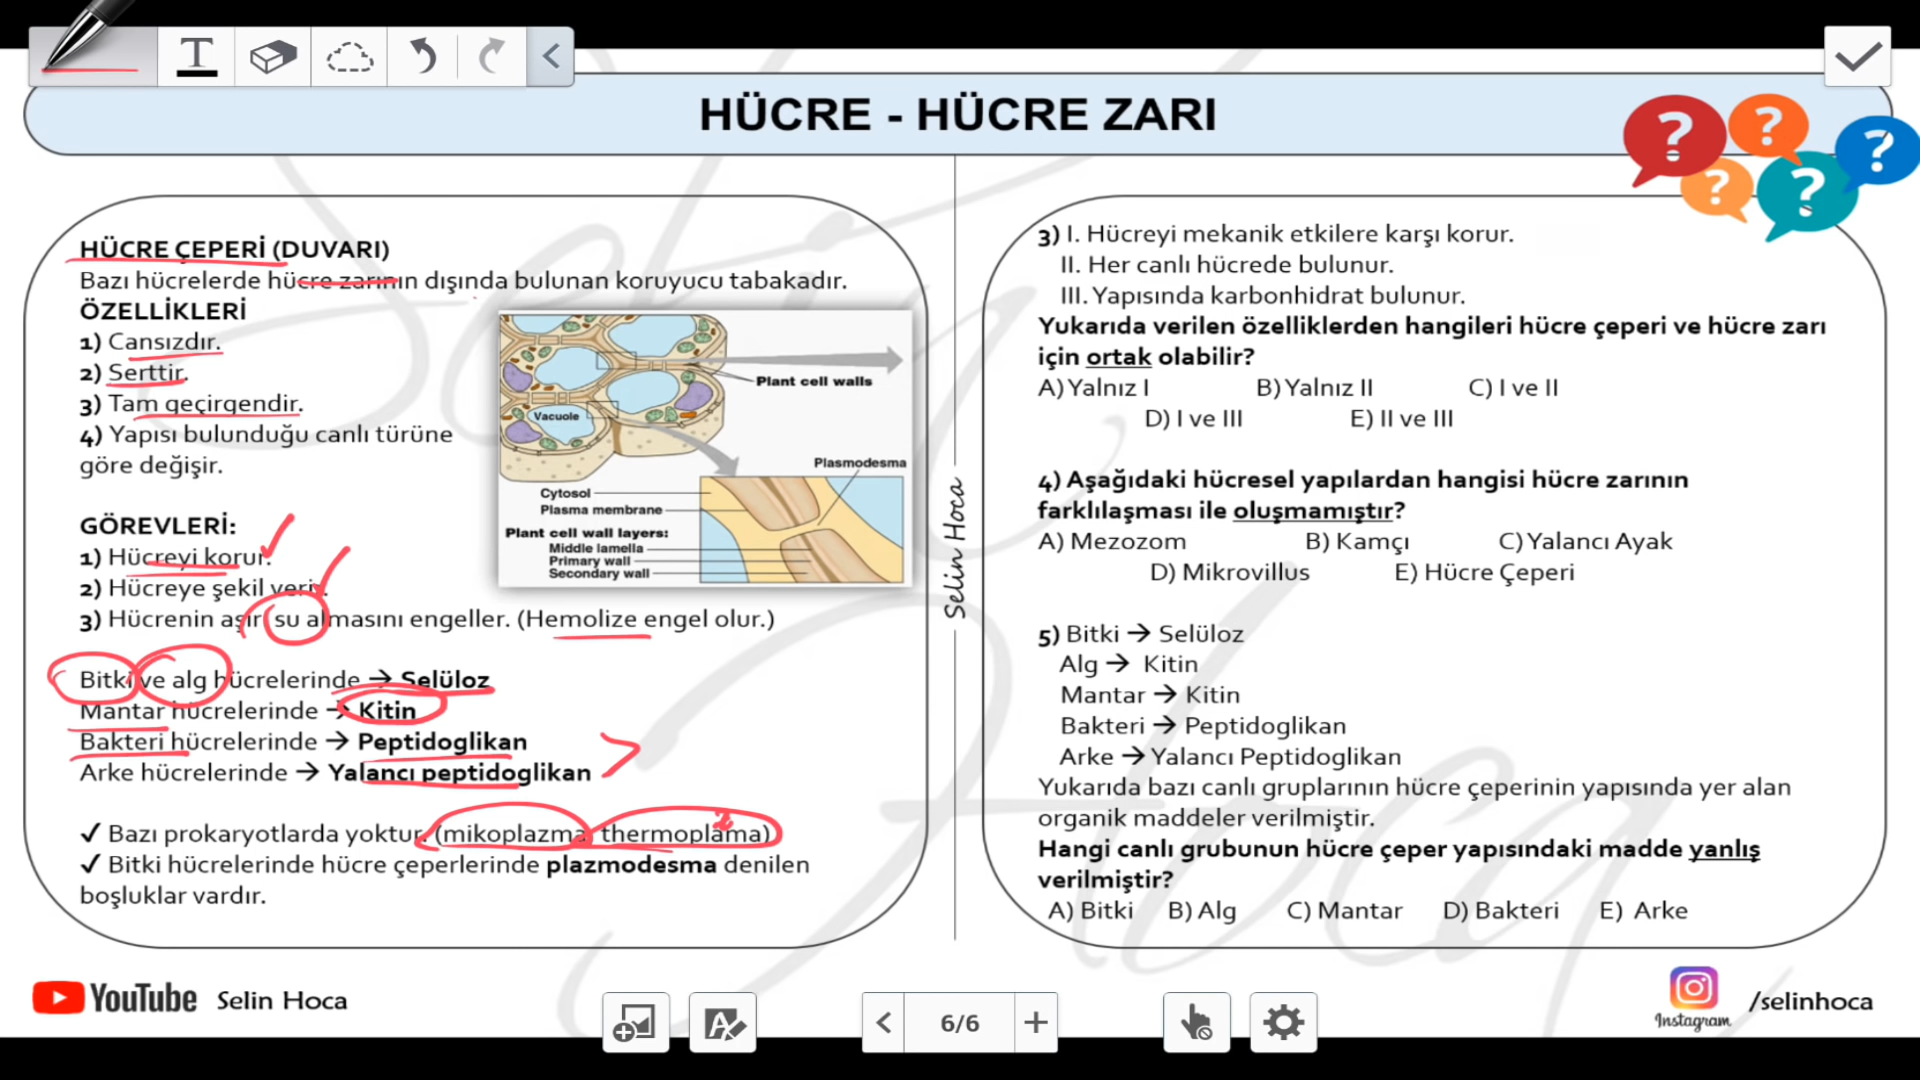 T
HÜCRE - HÜCRE ZARI
HÜCRE ÇEPERİ (DUVARI)
Bazı hücrelerde hücre zarının dışında bulunan koruyucu tabakadır.
ÖZELLİKLERİ
1) Cansızdır.
2) Serttir.
3) Tam geçirgendir.
4) Yapısı bulunduğu canlı türüne
göre değişir.
Plant cell walls
Vacuole
Plasmodesma
Cytosol
Plasma membrane
Plant cell wall layers:
Middle lamella
Primary wall
Secondary wall
GÖREVLERİ:
1) Hücreyi korur.
2) Hücreye şekil verir.
3) Hücrenin aşırı su almasını engeller. (Hemolize engel olur.)
Bitki ve alg hücrelerinde → Selüloz
Mantar hücrelerinde → Kitin
Bakteri hücrelerinde → Peptidoglikan
Arke hücrelerinde → Yalancı peptidoglikan
✓ Bazı prokaryotlarda yoktur. (mikoplazma, thermoplama)
✓ Bitki hücrelerinde hücre çeperlerinde plazmodesma denilen
boşluklar vardır.
Selin Hoca
3) I. Hücreyi mekanik etkilere karşı korur.
II. Her canlı hücrede bulunur.
III. Yapısında karbonhidrat bulunur.
Yukarıda verilen özelliklerden hangileri hücre çeperi ve hücre zarı
için ortak olabilir?
A) Yalnız I B) Yalnız II C) I ve II
D) I ve III E) II ve III
4) Aşağıdaki hücresel yapılardan hangisi hücre zarının
farklılaşması ile oluşmamıştır?
A) Mezozom B) Kamçı C) Yalancı Ayak
D) Mikrovillus E) Hücre Çeperi
5) Bitki → Selüloz
Alg → Kitin
Mantar → Kitin
Bakteri → Peptidoglikan
Arke → Yalancı Peptidoglikan
Yukarıda bazı canlı gruplarının hücre çeperinin yapısında yer alan
organik maddeler verilmiştir.
Hangi canlı grubunun hücre çeper yapısındaki madde yanlış
verilmiştir?
A) Bitki B) Alg C) Mantar D) Bakteri E) Arke
YouTube Selin Hoca
6/6
Instagram /selinhoca